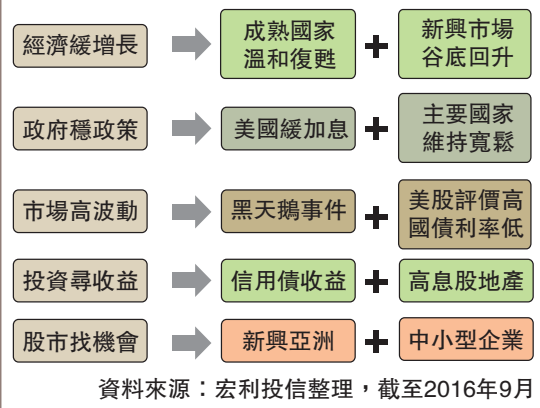 經濟緩增長
成熟國家
溫和復甦
+
新興市場
谷底回升
政府穩政策
美國緩加息
+
主要國家
維持寬鬆
市場高波動
黑天鵝事件
+
美股評價高
國債利率低
投資尋收益
信用債收益
+
高息股地產
股市找機會
新興亞洲
+
中小型企業
資料來源：宏利投信整理，截至2016年9月